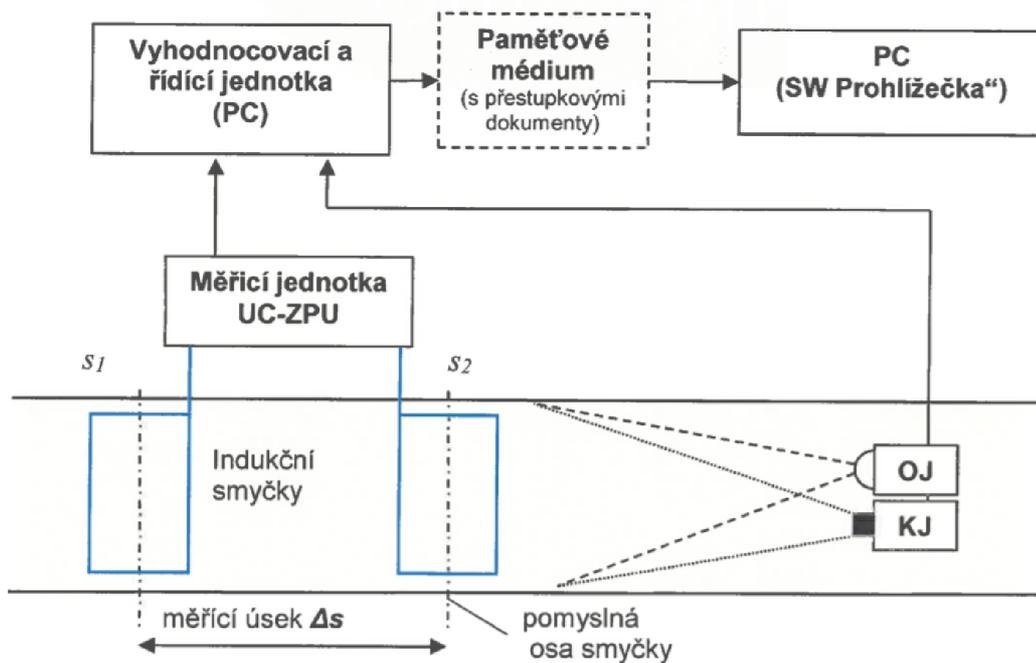 Vyhodnocovací a
řídící jednotka
(PC)
Paměťové
médium
(s přestupkovými
dokumenty)
PC
(SW Prohlížečka“)
Měřicí jednotka
UC-ZPU
s1
s2
Indukční
smyčky
OJ
KJ
měřící úsek Δs
pomyslná
osa smyčky